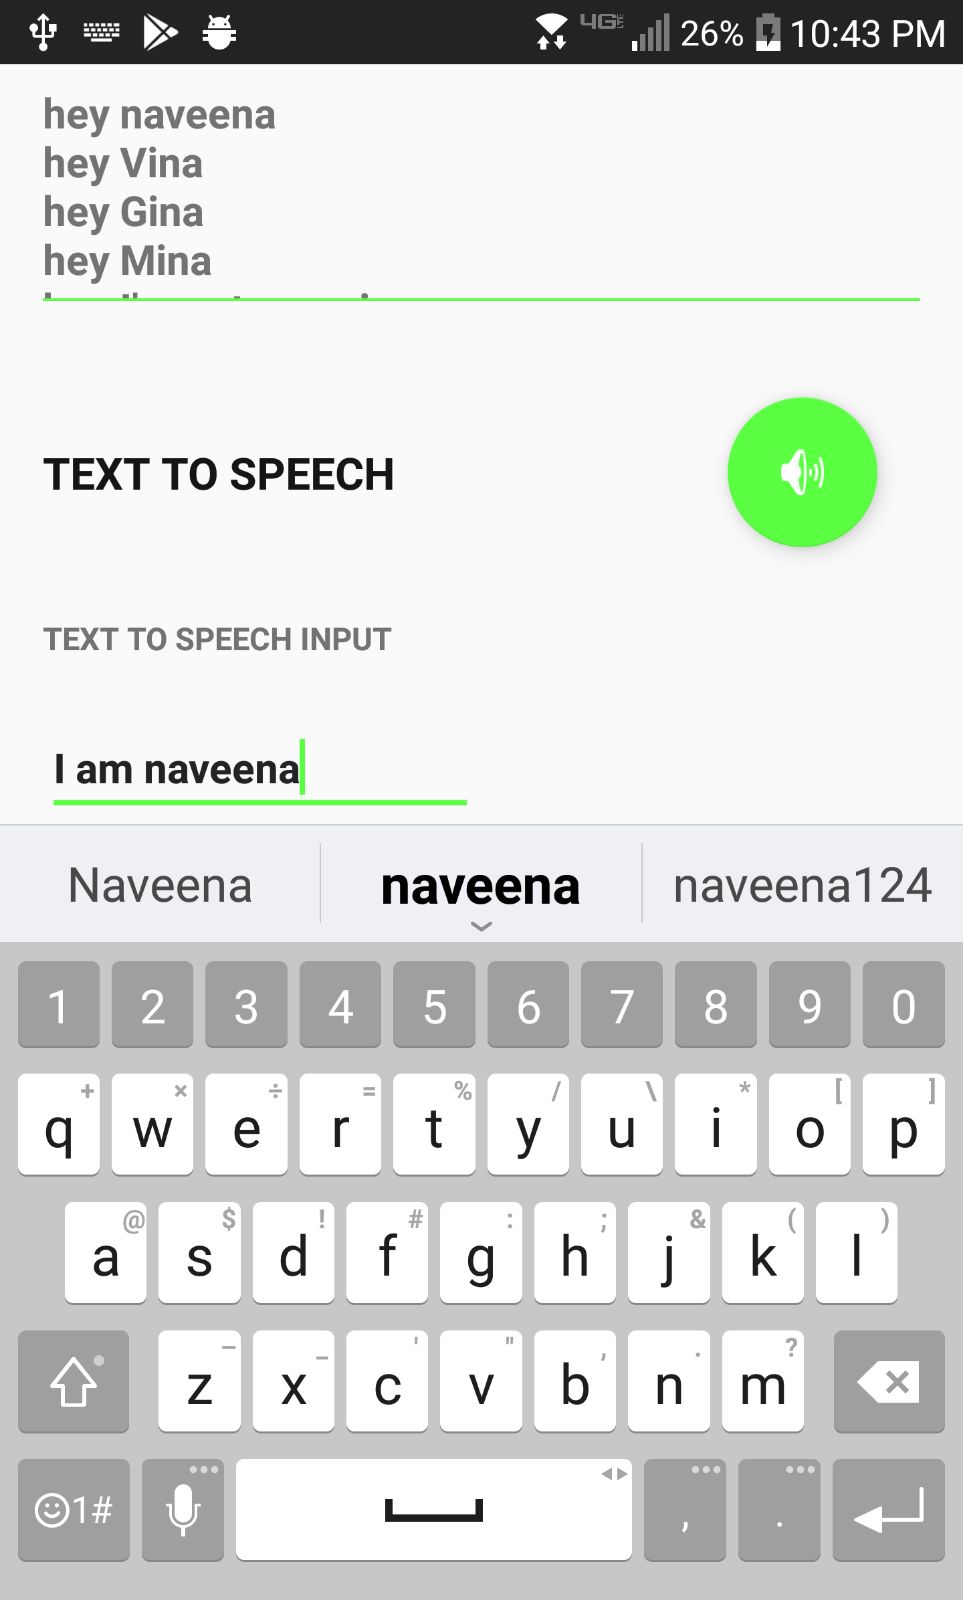 4G LTE 26% 10:43 PM
hey naveena
hey Vina
hey Gina
hey Mina
TEXT TO SPEECH
TEXT TO SPEECH INPUT
I am naveena
Naveena naveena naveena124
1 2 3 4 5 6 7 8 9 0
+ × ÷ = % / \ * [ ]
q w e r t y u i o p
@ $ ! # : ; & ( )
a s d f g h j k l
– _ ' " , . ?
z x c v b n m
1# , .